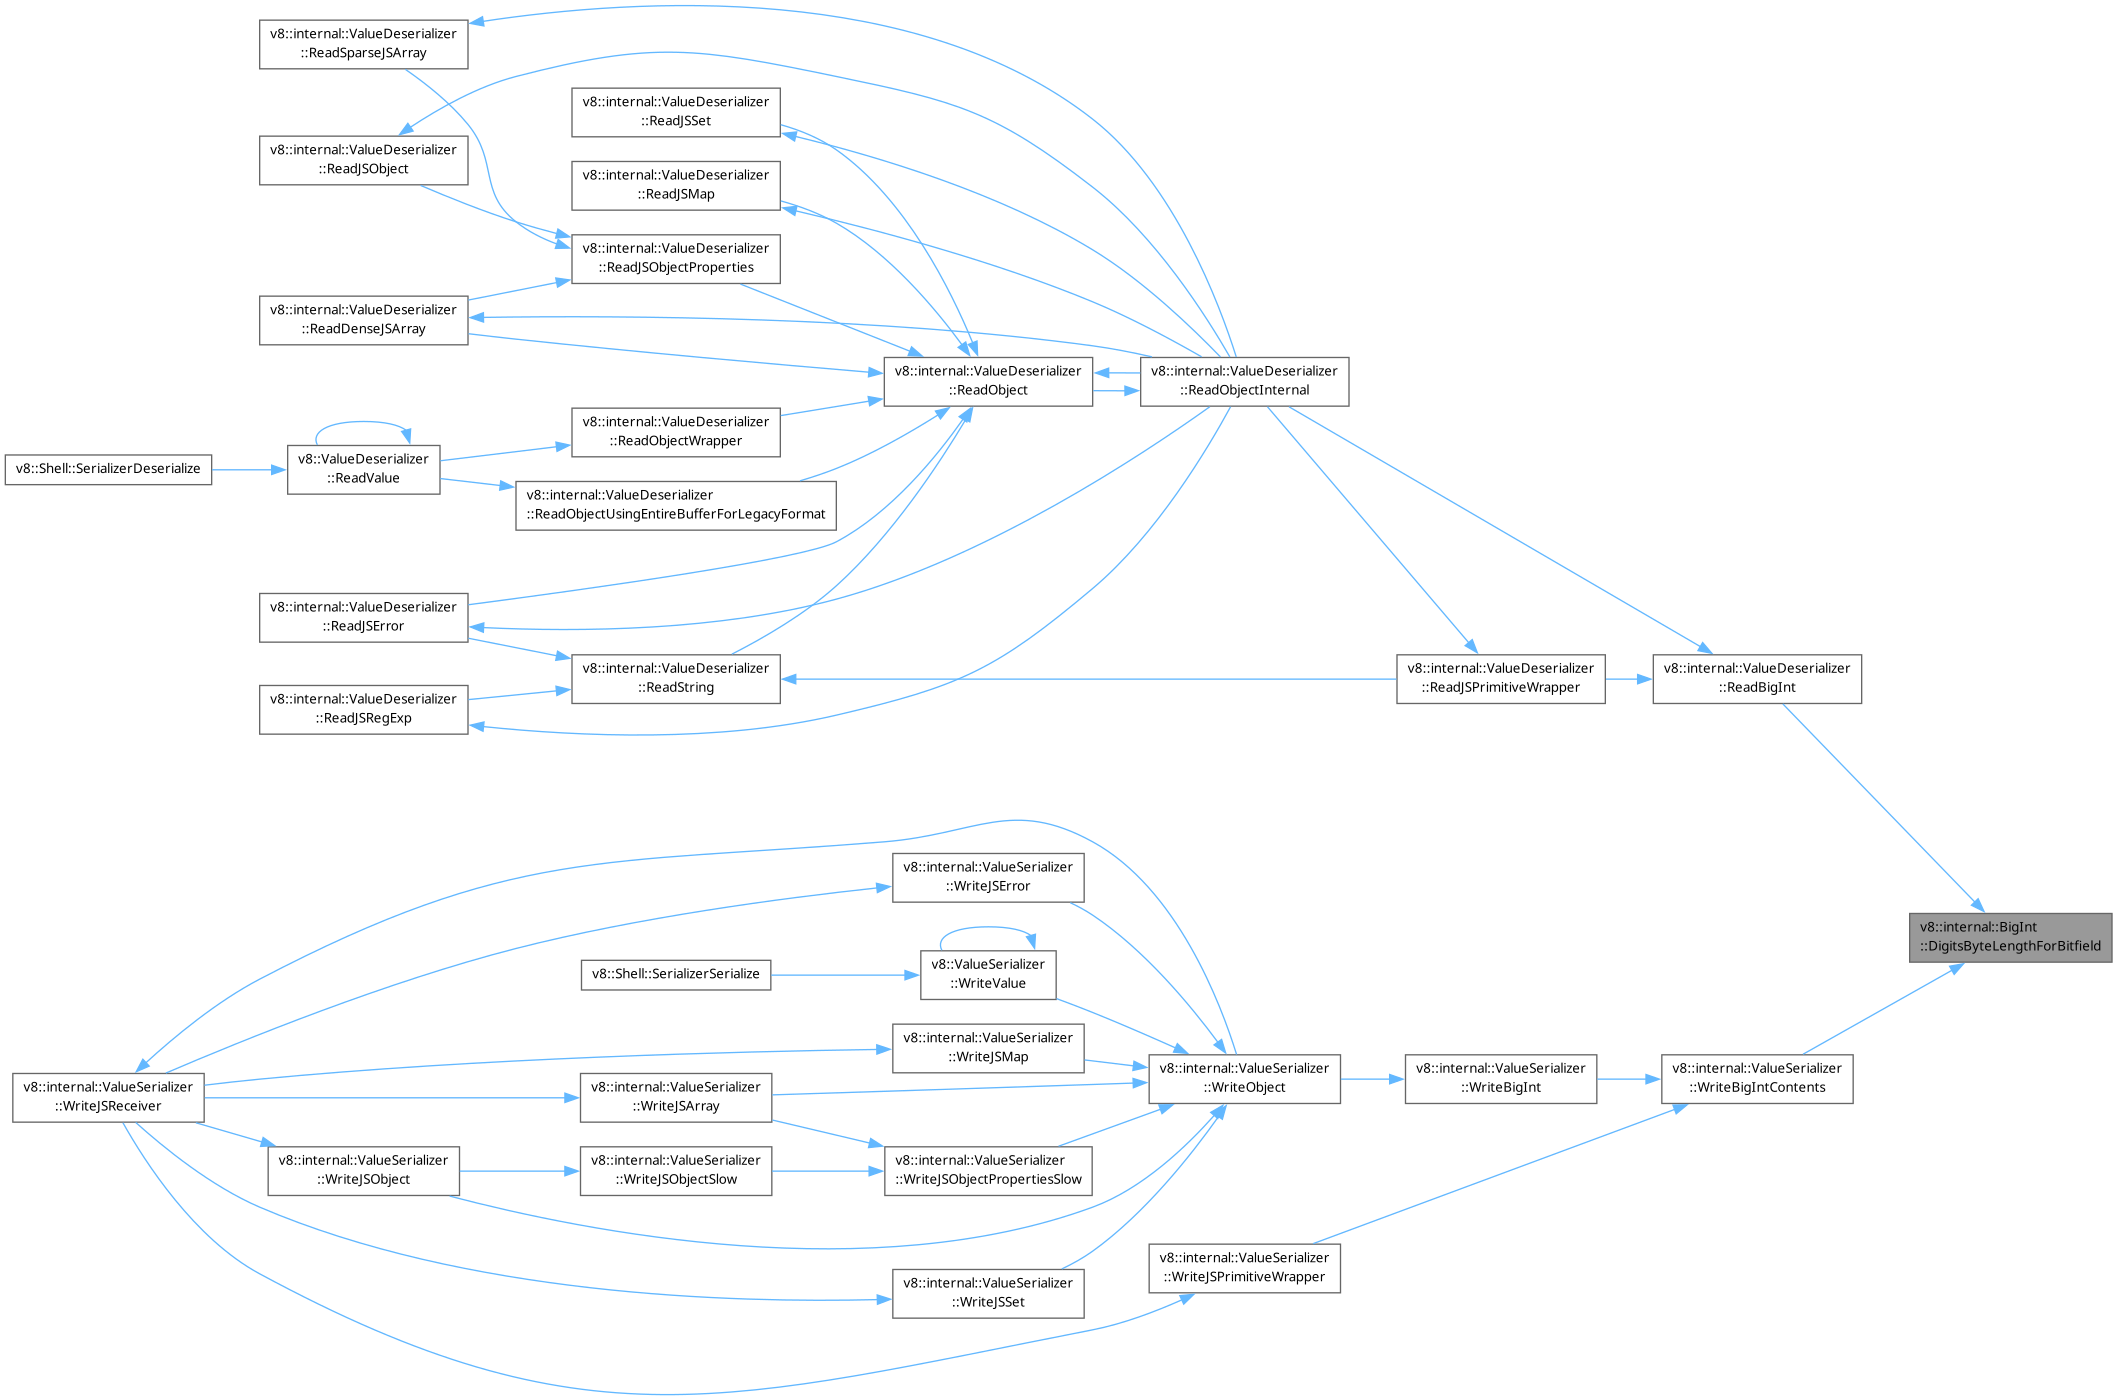 v8::internal::ValueDeserializer
::ReadSparseJSArray
v8::internal::ValueDeserializer
::ReadJSSet
v8::internal::ValueDeserializer
::ReadJSObject
v8::internal::ValueDeserializer
::ReadJSMap
v8::internal::ValueDeserializer
::ReadJSObjectProperties
v8::internal::ValueDeserializer
::ReadDenseJSArray
v8::internal::ValueDeserializer
::ReadObject
v8::internal::ValueDeserializer
::ReadObjectInternal
v8::internal::ValueDeserializer
::ReadObjectWrapper
v8::Shell::SerializerDeserialize
v8::ValueDeserializer
::ReadValue
v8::internal::ValueDeserializer
::ReadObjectUsingEntireBufferForLegacyFormat
v8::internal::ValueDeserializer
::ReadJSError
v8::internal::ValueDeserializer
::ReadString
v8::internal::ValueDeserializer
::ReadJSPrimitiveWrapper
v8::internal::ValueDeserializer
::ReadBigInt
v8::internal::ValueDeserializer
::ReadJSRegExp
v8::internal::ValueSerializer
::WriteJSError
v8::internal::BigInt
::DigitsByteLengthForBitfield
v8::Shell::SerializerSerialize
v8::ValueSerializer
::WriteValue
v8::internal::ValueSerializer
::WriteJSMap
v8::internal::ValueSerializer
::WriteObject
v8::internal::ValueSerializer
::WriteBigInt
v8::internal::ValueSerializer
::WriteBigIntContents
v8::internal::ValueSerializer
::WriteJSReceiver
v8::internal::ValueSerializer
::WriteJSArray
v8::internal::ValueSerializer
::WriteJSObject
v8::internal::ValueSerializer
::WriteJSObjectSlow
v8::internal::ValueSerializer
::WriteJSObjectPropertiesSlow
v8::internal::ValueSerializer
::WriteJSPrimitiveWrapper
v8::internal::ValueSerializer
::WriteJSSet